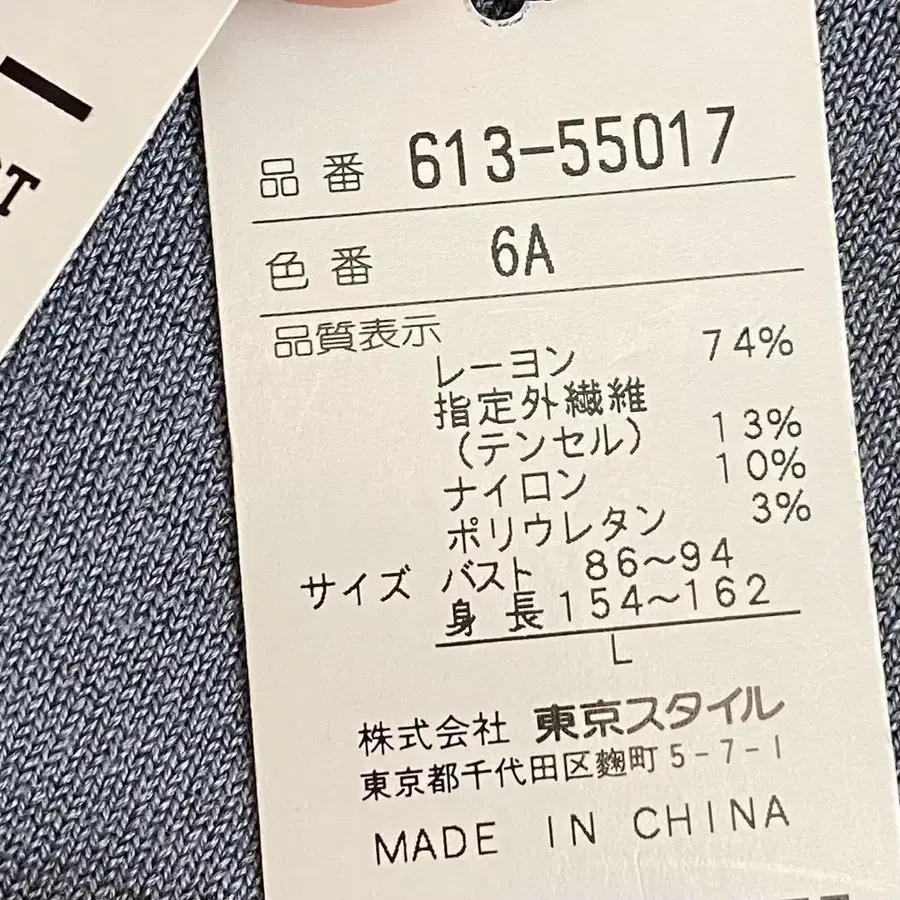 品番 613-55017
色番 6A
品質表示
レーヨン 74%
指定外繊維
(テンセル) 13%
ナイロン 10%
ポリウレタン 3%
サイズ バスト 86〜94
身長 154〜162
L
株式会社 東京スタイル
東京都千代田区麴町5-7-1
MADE IN CHINA